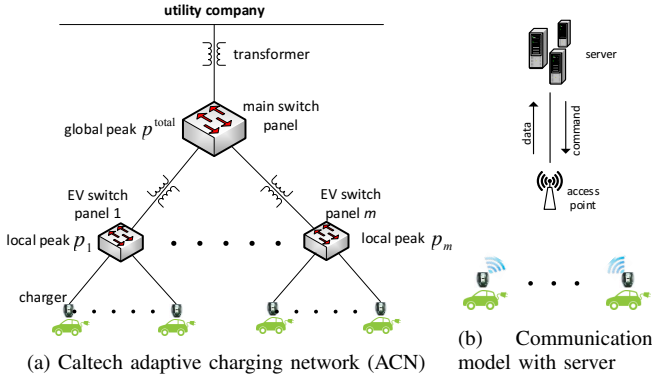 utility company
transformer
main switch
panel
global peak p^total
EV switch
panel 1
EV switch
panel m
local peak p_1
local peak p_m
charger
(a) Caltech adaptive charging network (ACN)
server
data
command
access
point
(b) Communication
model with server